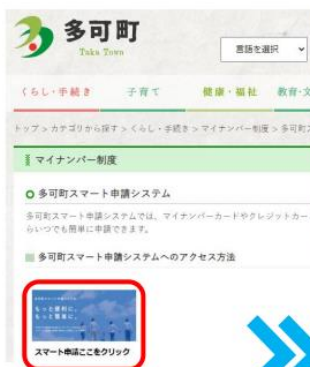 多可町
Taka Town
言語を選択
くらし・手続き 子育て 健康・福祉 教育・文
トップ > カテゴリから探す > くらし・手続き > マイナンバー制度 > 多可町ス
マイナンバー制度
多可町スマート申請システム
多可町スマート申請システムでは、マイナンバーカードやクレジットカー
らいつでも簡単に申請できます。
多可町スマート申請システムへのアクセス方法
もっと便利に、
もっと簡単に。
スマート申請ここをクリック